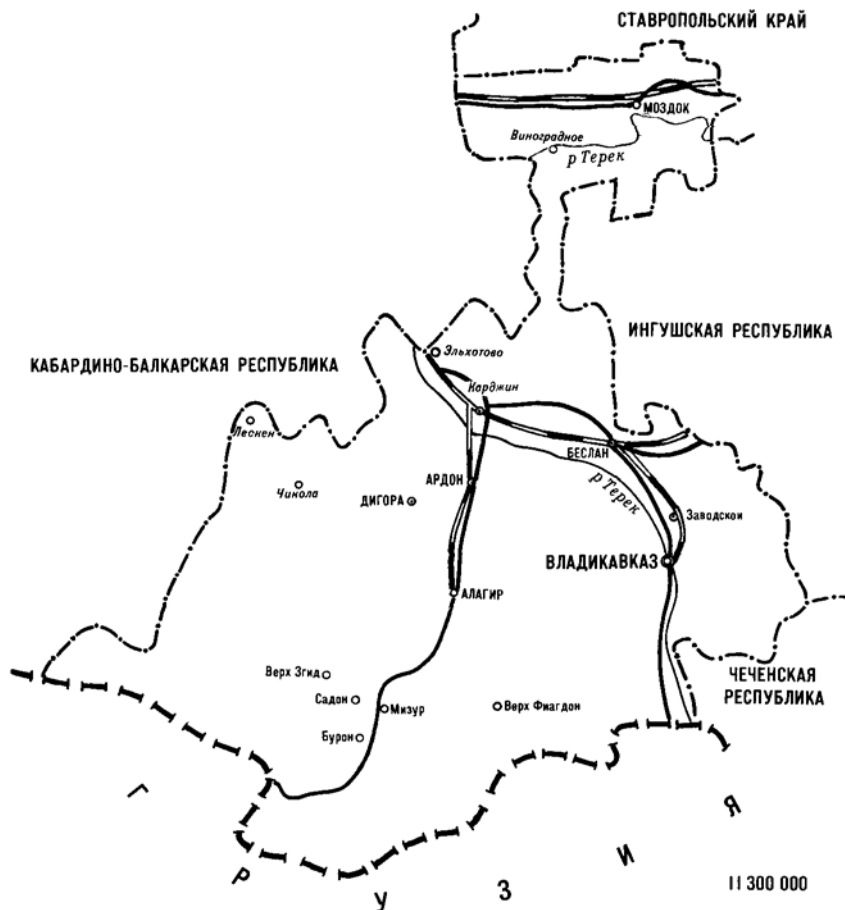 СТАВРОПОЛЬСКИЙ КРАЙ
МОЗДОК
Виноградное
р Терек
ИНГУШСКАЯ РЕСПУБЛИКА
Эльхотово
КАБАРДИНО-БАЛКАРСКАЯ РЕСПУБЛИКА
Карджин
Лескен
БЕСЛАН
АРДОН
Чикола
ДИГОРА
р Терек
Заводской
ВЛАДИКАВКАЗ
АЛАГИР
ЧЕЧЕНСКАЯ
РЕСПУБЛИКА
Верх Згид
Садон
Мизур
Верх Фиагдон
Бурон
ГРУЗИЯ
1 1 300 000